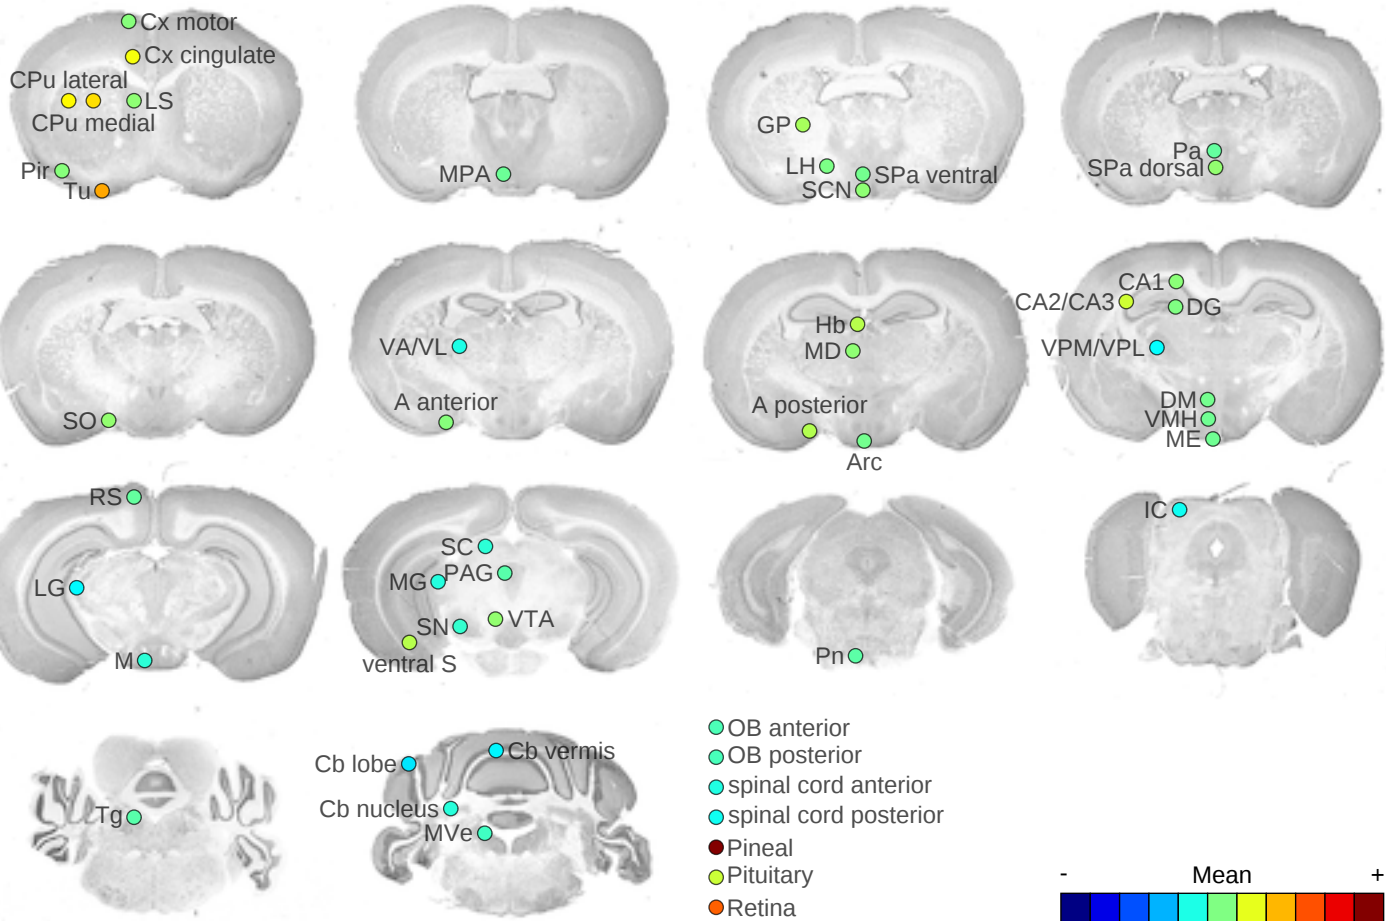 Cx motor
Cx cingulate
CPu lateral
LS
CPu medial
Pir
Tu
MPA
GP
LH
SPa ventral
SCN
Pa
SPa dorsal
SO
VA/VL
A anterior
Hb
MD
A posterior
Arc
CA1
CA2/CA3
DG
VPM/VPL
DM
VMH
ME
RS
LG
M
SC
MG PAG
SN VTA
ventral S
Pn
IC
Tg
Cb lobe
Cb vermis
Cb nucleus
MVe
OB anterior
OB posterior
spinal cord anterior
spinal cord posterior
Pineal
Pituitary
Retina
- Mean +